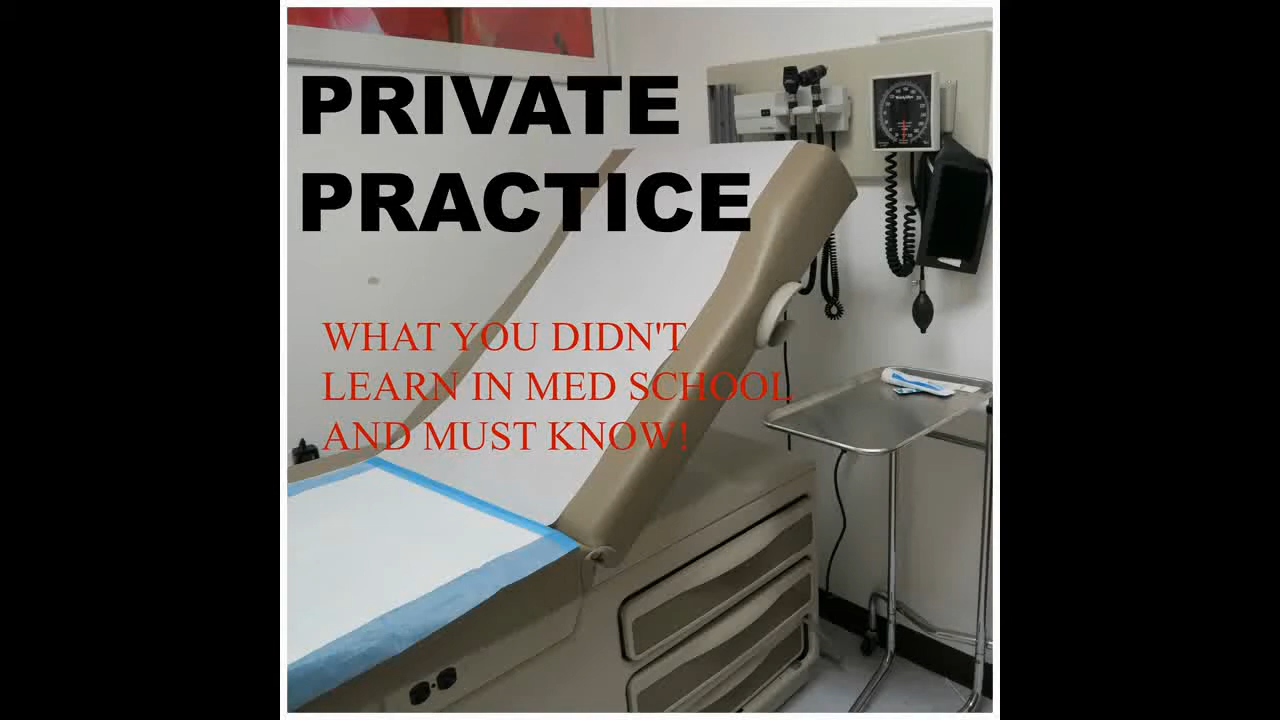 PRIVATE
PRACTICE
WHAT YOU DIDN'T
LEARN IN MED SCHOOL
AND MUST KNOW!